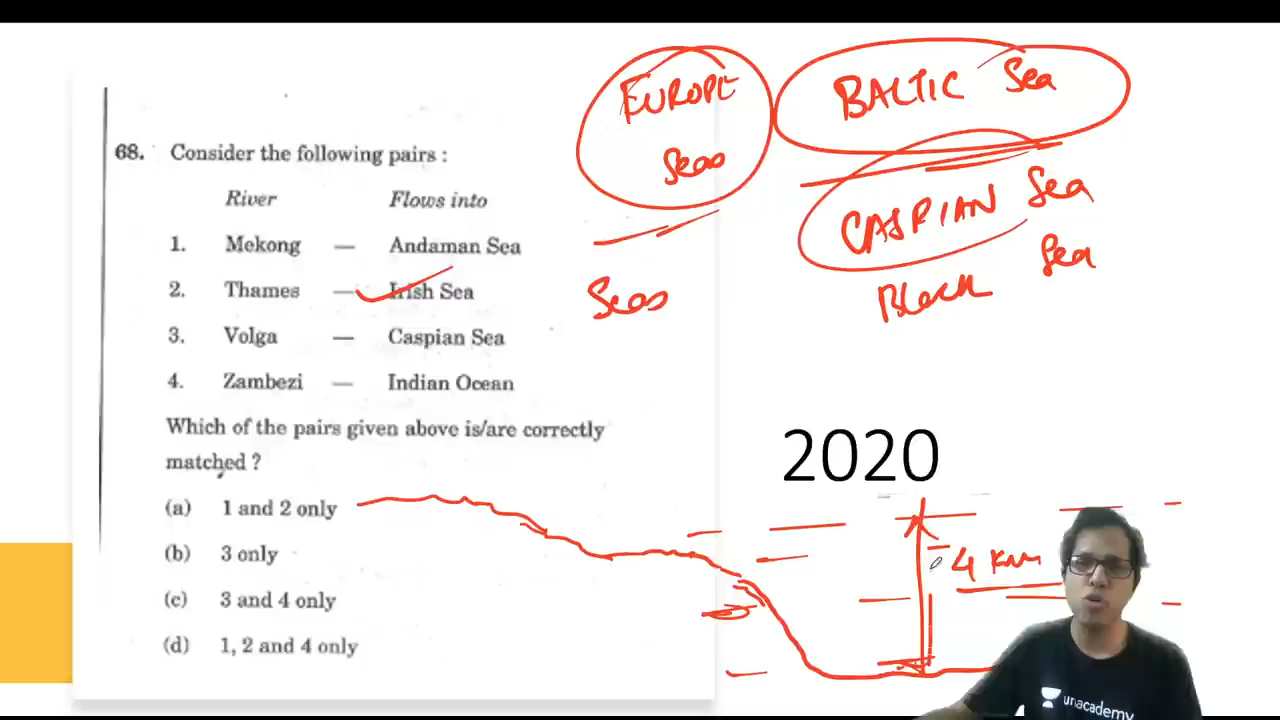 68. Consider the following pairs :
River Flows into
1. Mekong — Andaman Sea
2. Thames — Irish Sea
3. Volga — Caspian Sea
4. Zambezi — Indian Ocean
Which of the pairs given above is/are correctly
matched ?
(a) 1 and 2 only
(b) 3 only
(c) 3 and 4 only
(d) 1, 2 and 4 only
EUROPE
Seas
Seas
BALTIC Sea
CASPIAN Sea
Black Sea
2020
4 KM
unacademy